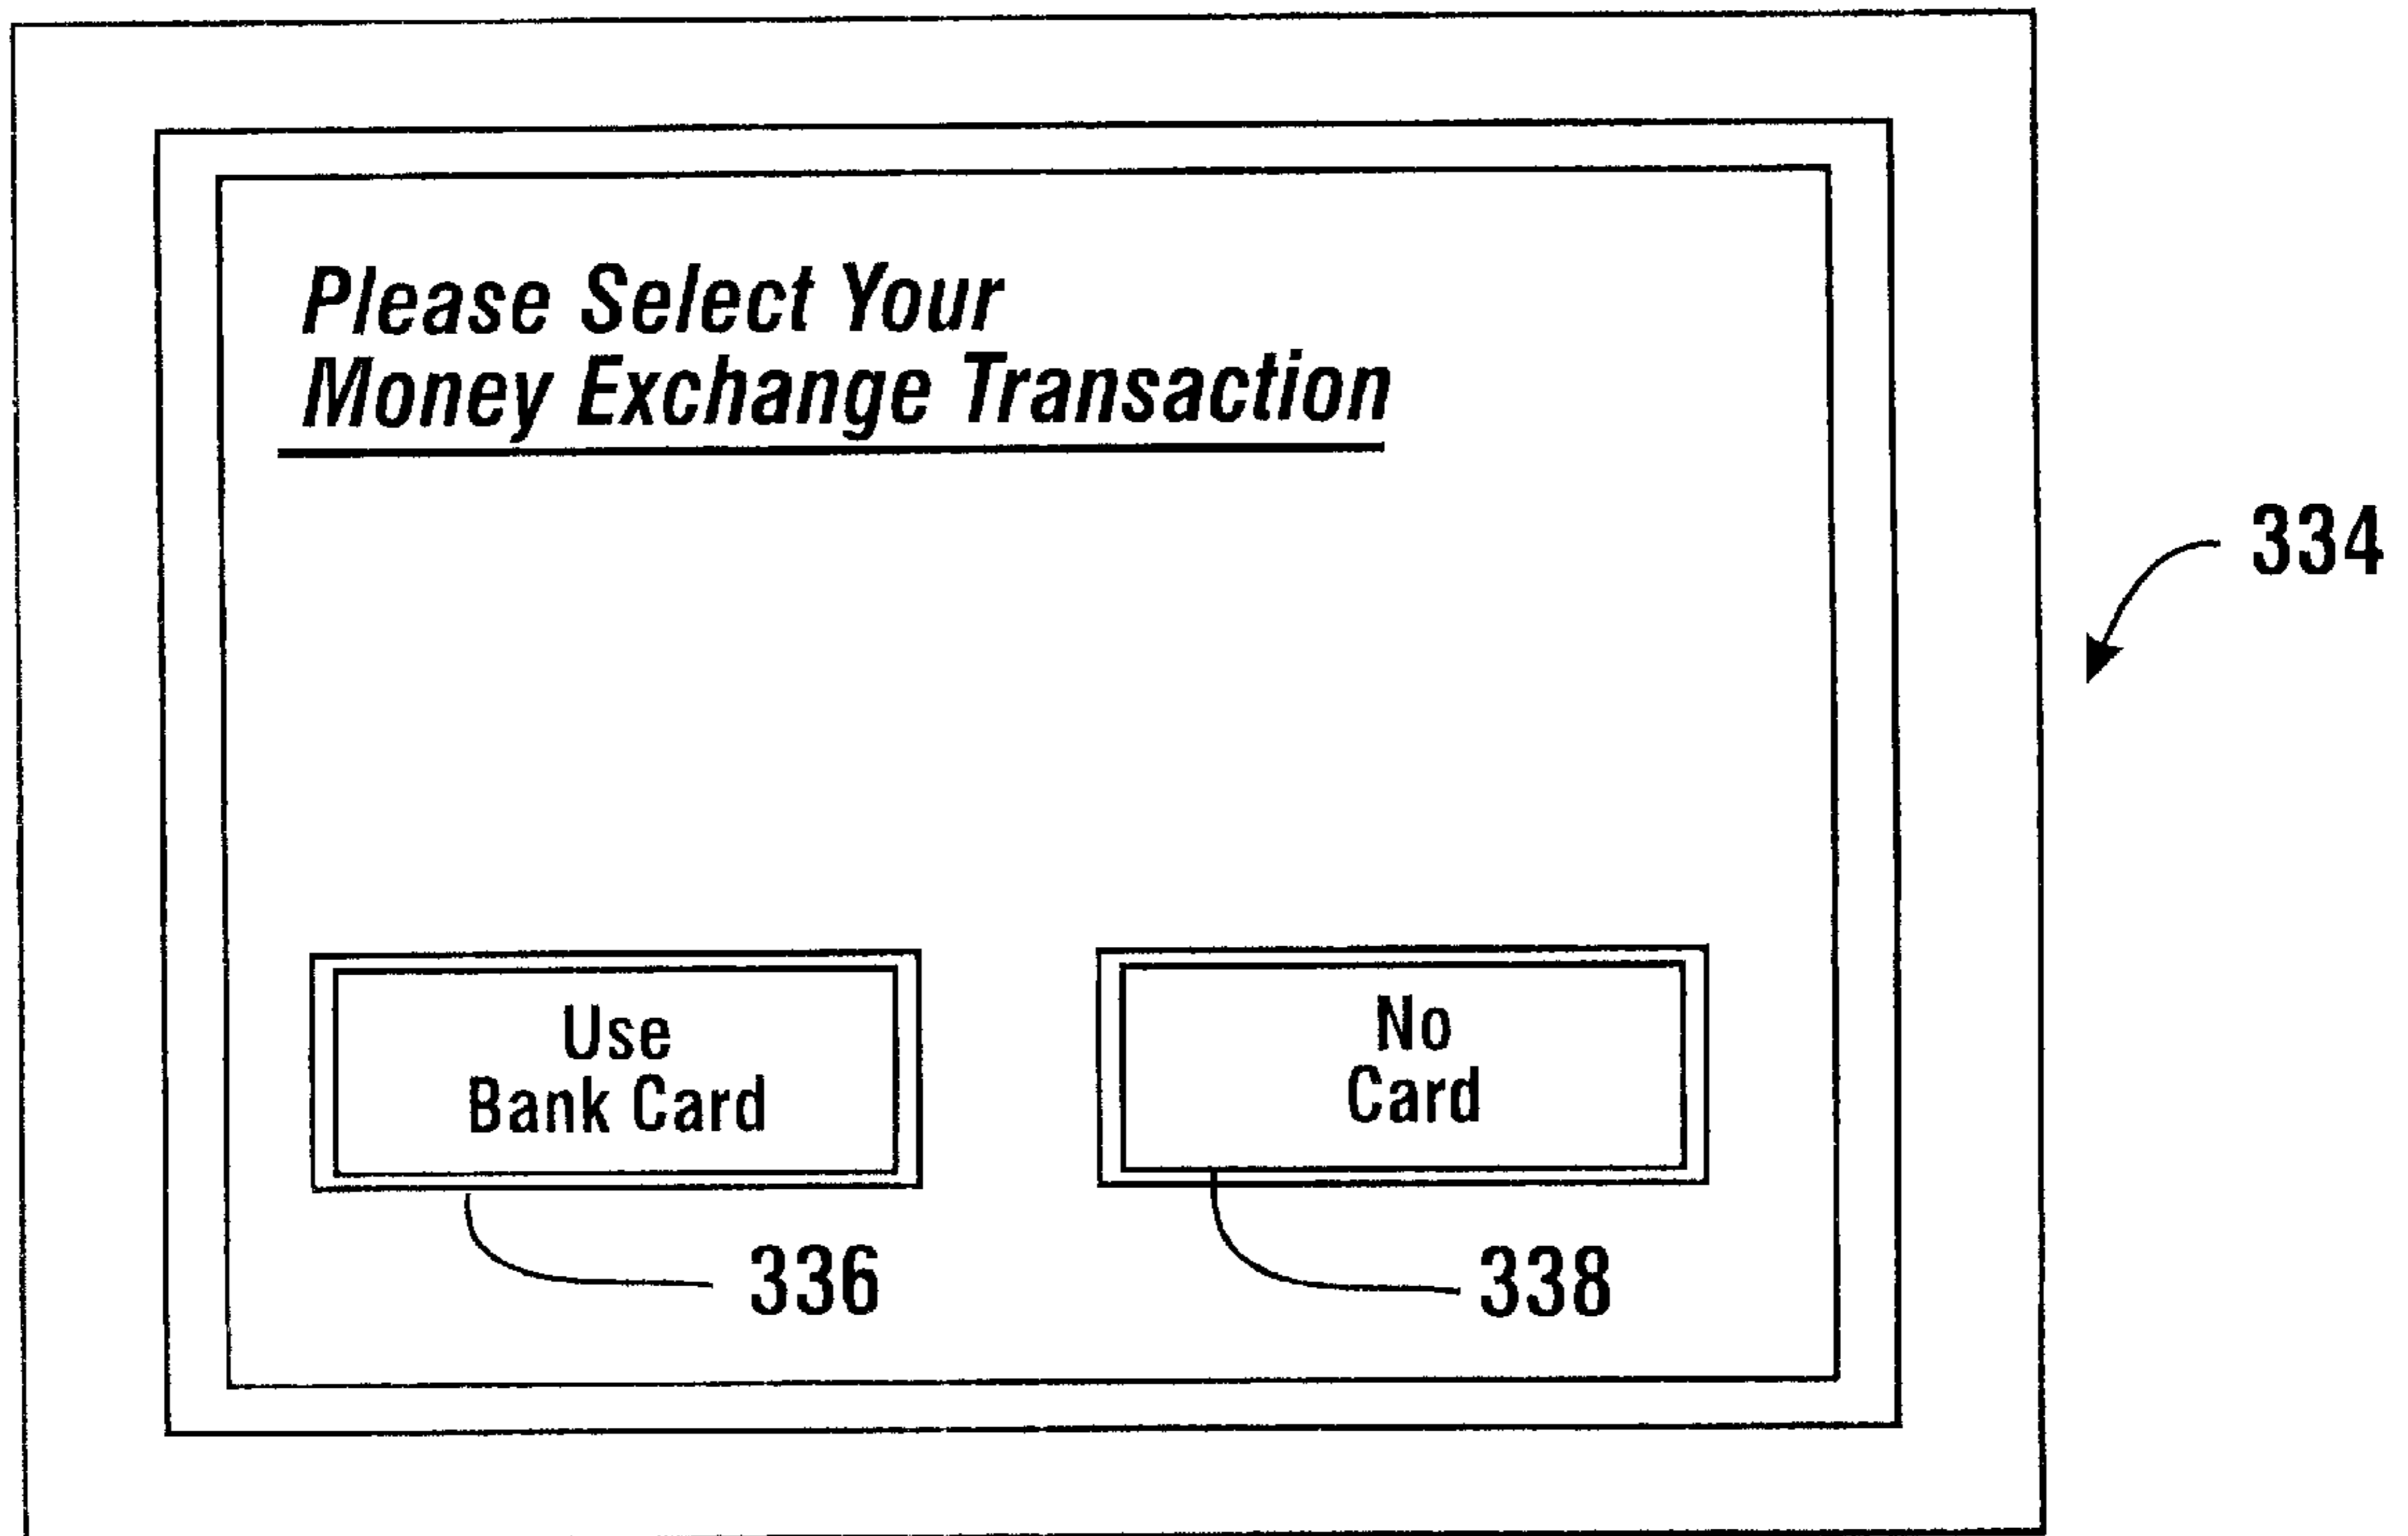 Please Select Your
Money Exchange Transaction
334
Use
Bank Card
No
Card
336
338